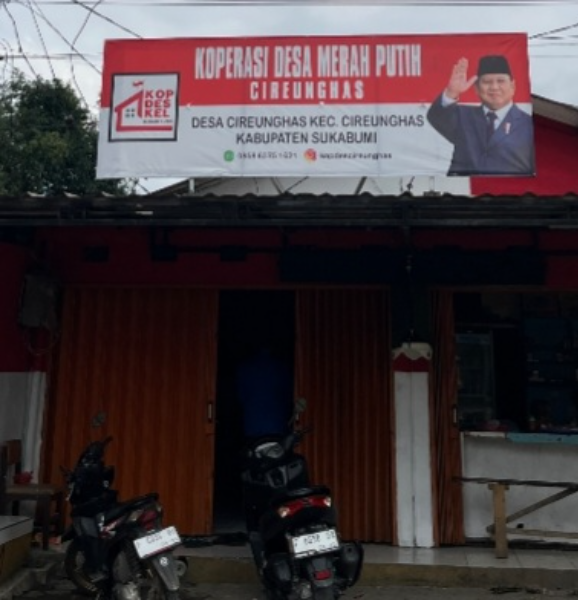 KOPERASI DESA MERAH PUTIH
CIREUNGHAS
KOP
DES
KEL
DESA CIREUNGHAS KEC. CIREUNGHAS
KABUPATEN SUKABUMI